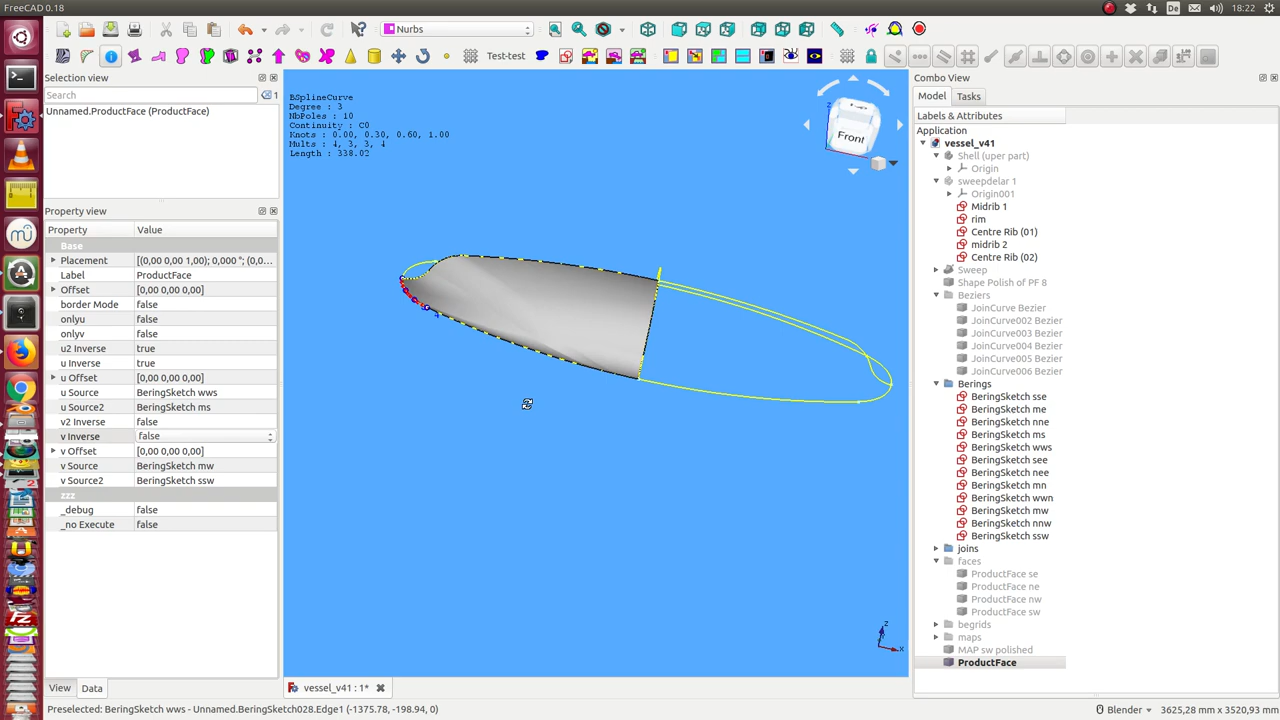 FreeCAD 0.18
De
18:22
Nurbs
Test-test
Selection view
Search
1
Unnamed.ProductFace (ProductFace)
Property view
Property Value
Base
Placement [(0,00 0,00 1,00); 0,000 °; (0,0...
Label ProductFace
Offset [0,00 0,00 0,00]
border Mode false
onlyu false
onlyv false
u2 Inverse true
u Inverse true
u Offset [0,00 0,00 0,00]
u Source BeringSketch wws
u Source2 BeringSketch ms
v2 Inverse false
v Inverse false
v Offset [0,00 0,00 0,00]
v Source BeringSketch mw
v Source2 BeringSketch ssw
zzz
_debug false
_no Execute false
View Data
BSplineCurve
Degree : 3
NbPoles : 10
Continuity : C0
Knots : 0.00, 0.30, 0.60, 1.00
Mults : 4, 3, 3, 4
Length : 338.02
Front
z
x
vessel_v41 : 1*
Combo View
Model Tasks
Labels & Attributes
Application
vessel_v41
Shell (uper part)
Origin
sweepdelar 1
Origin001
Midrib 1
rim
Centre Rib (01)
midrib 2
Centre Rib (02)
Sweep
Shape Polish of PF 8
Beziers
JoinCurve Bezier
JoinCurve002 Bezier
JoinCurve003 Bezier
JoinCurve004 Bezier
JoinCurve005 Bezier
JoinCurve006 Bezier
Berings
BeringSketch sse
BeringSketch me
BeringSketch nne
BeringSketch ms
BeringSketch wws
BeringSketch see
BeringSketch nee
BeringSketch mn
BeringSketch wwn
BeringSketch mw
BeringSketch nnw
BeringSketch ssw
joins
faces
ProductFace se
ProductFace ne
ProductFace nw
ProductFace sw
begrids
maps
MAP sw polished
ProductFace
Preselected: BeringSketch wws - Unnamed.BeringSketch028.Edge1 (-1375.78, -198.94, 0)
Blender
3625,28 mm x 3520,93 mm